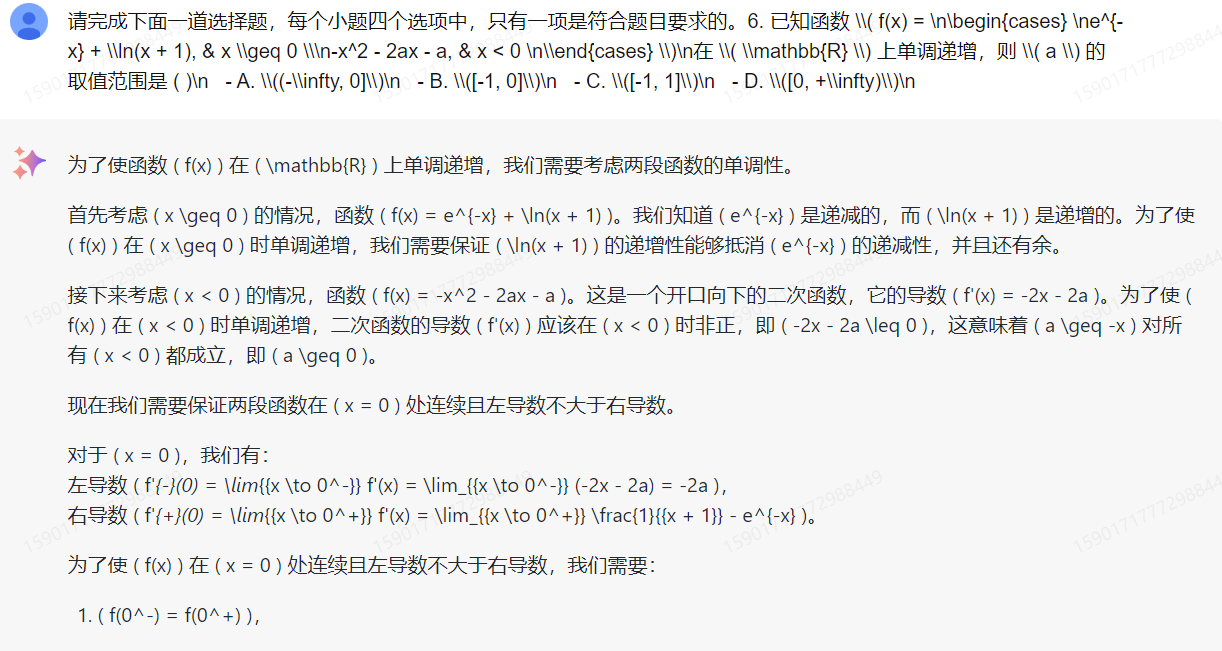 请完成下面一道选择题，每个小题四个选项中，只有一项是符合题目要求的。6. 已知函数 \\( f(x) = \n\begin{cases} \ne^{-
x} + \\ln(x + 1), & x \\geq 0 \\\n-x^2 - 2ax - a, & x < 0 \n\\end{cases} \\)\n在 \\( \\mathbb{R} \\) 上单调递增，则 \\( a \\) 的
取值范围是 ( )\n   - A. \\((-\\infty, 0]\\)\n   - B. \\([-1, 0]\\)\n   - C. \\([-1, 1]\\)\n   - D. \\([0, +\\infty)\\)\n
为了使函数 ( f(x) ) 在 ( \mathbb{R} ) 上单调递增，我们需要考虑两段函数的单调性。
首先考虑 ( x \geq 0 ) 的情况，函数 ( f(x) = e^{-x} + \ln(x + 1) )。我们知道 ( e^{-x} ) 是递减的，而 ( \ln(x + 1) ) 是递增的。为了使
( f(x) ) 在 ( x \geq 0 ) 时单调递增，我们需要保证 ( \ln(x + 1) ) 的递增性能够抵消 ( e^{-x} ) 的递减性，并且还有余。
接下来考虑 ( x < 0 ) 的情况，函数 ( f(x) = -x^2 - 2ax - a )。这是一个开口向下的二次函数，它的导数 ( f'(x) = -2x - 2a )。为了使 (
f(x) ) 在 ( x < 0 ) 时单调递增，二次函数的导数 ( f'(x) ) 应该在 ( x < 0 ) 时非正，即 ( -2x - 2a \leq 0 )，这意味着 ( a \geq -x ) 对所
有 ( x < 0 ) 都成立，即 ( a \geq 0 )。
现在我们需要保证两段函数在 ( x = 0 ) 处连续且左导数不大于右导数。
对于 ( x = 0 )，我们有：
左导数 ( f'{-}(0) = \lim{{x \to 0^-}} f'(x) = \lim_{{x \to 0^-}} (-2x - 2a) = -2a )，
右导数 ( f'{+}(0) = \lim{{x \to 0^+}} f'(x) = \lim_{{x \to 0^+}} \frac{1}{{x + 1}} - e^{-x} )。
为了使 ( f(x) ) 在 ( x = 0 ) 处连续且左导数不大于右导数，我们需要：
1. ( f(0^-) = f(0^+) )，